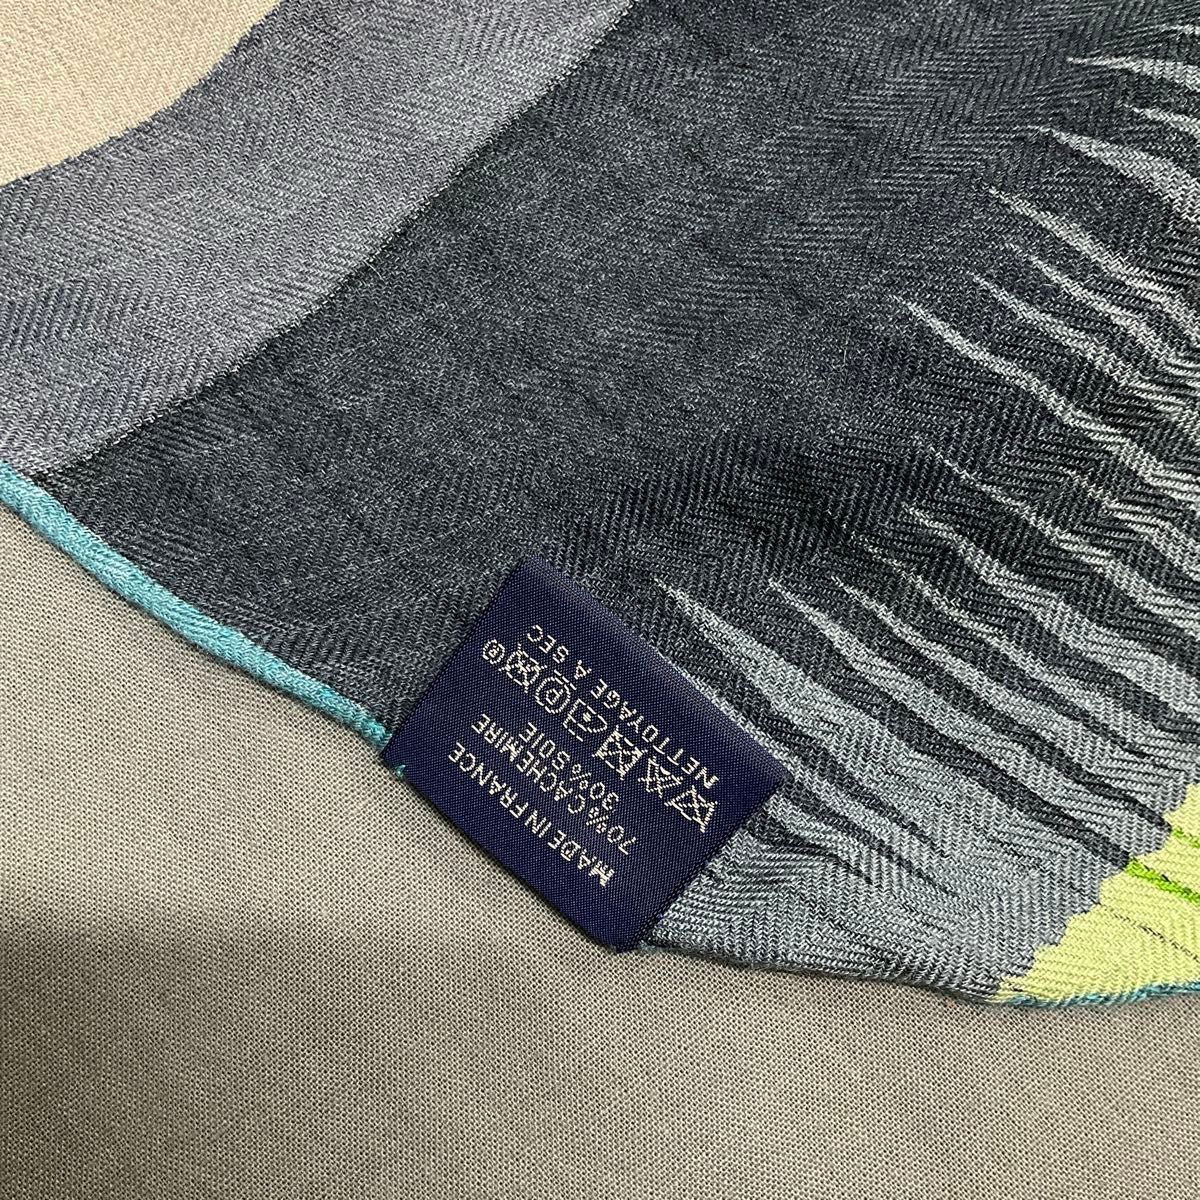 MADE IN FRANCE
70% CACHEMIRE
30% SOIE
P ®
NETTOYAGE A SEC